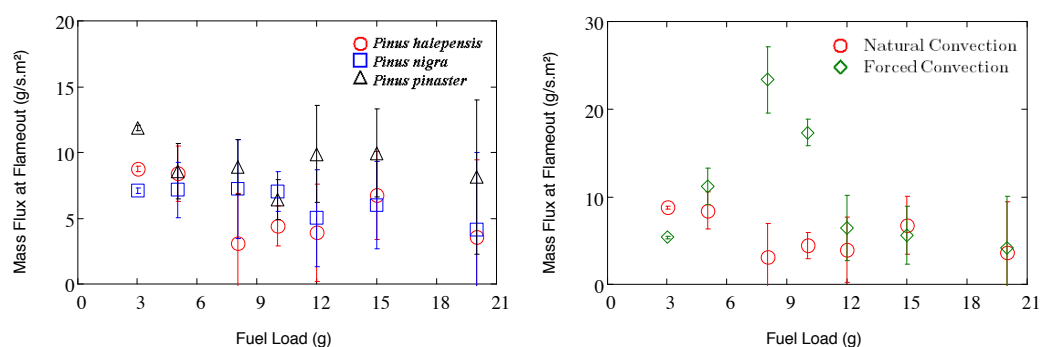 20
15
10
5
0
0
3
6
9
12
15
18
21
Mass Flux at Flameout (g/s.m²)
Fuel Load (g)
Pinus halepensis
Pinus nigra
Pinus pinaster
30
20
10
0
0
3
6
9
12
15
18
21
Mass Flux at Flameout (g/s.m²)
Fuel Load (g)
Natural Convection
Forced Convection